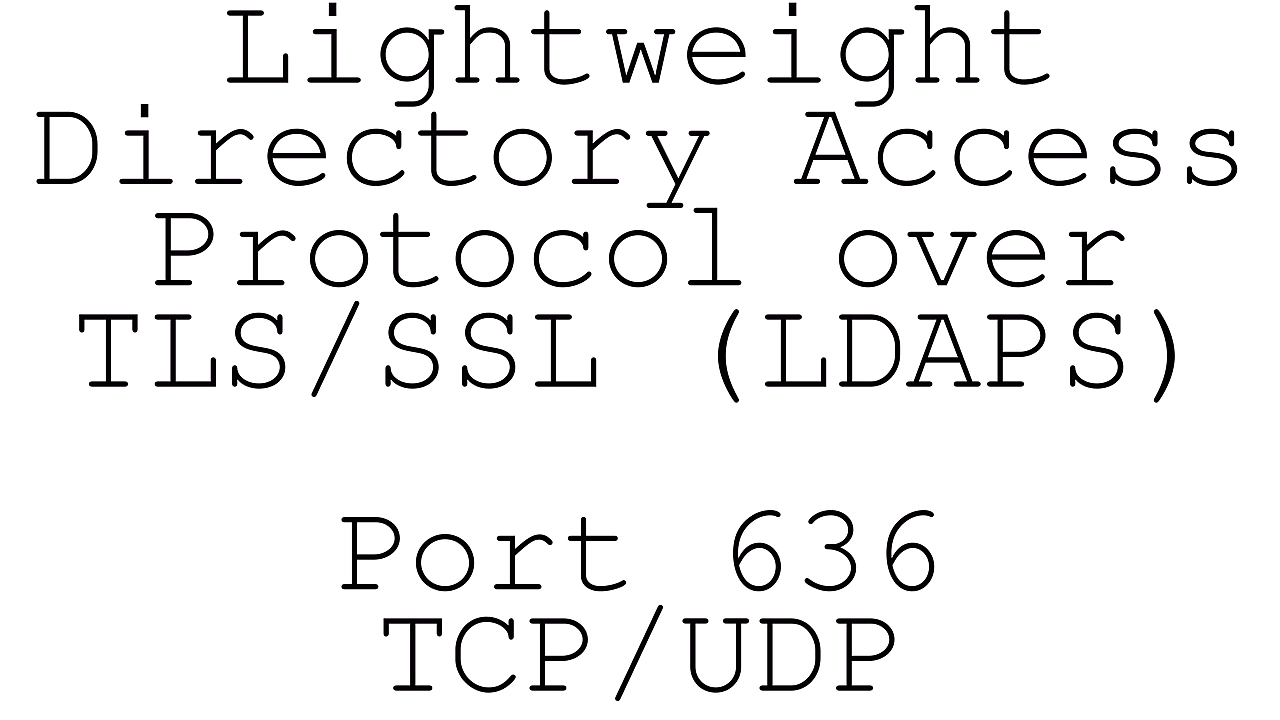 Lightweight
Directory Access
Protocol over
TLS/SSL (LDAPS)
Port 636
TCP/UDP